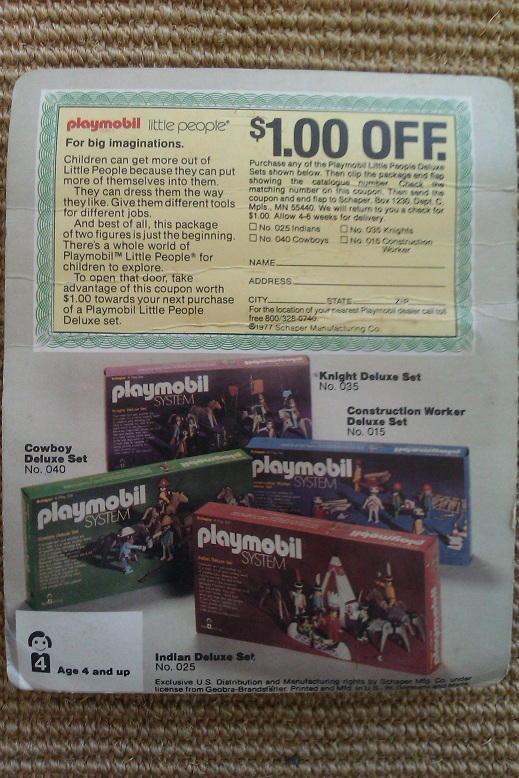 playmobil little people®
For big imaginations.
Children can get more out of
Little People because they can put
more of themselves into them.
They can dress them the way
they like. Give them different tools
for different jobs.
And best of all, this package
of two figures is just the beginning.
There's a whole world of
Playmobil™ Little People® for
children to explore.
To open that door, take
advantage of this coupon worth
$1.00 towards your next purchase
of a Playmobil Little People
Deluxe set.
$1.00 OFF.
Purchase any of the Playmobil Little People Deluxe
Sets shown below. Then clip the package end flap
showing the catalogue number. Check the
matching number on this coupon. Then send the
coupon and end flap to Schaper, Box 1230, Dept. C,
Mpls., MN 55440. We will return to you a check for
$1.00. Allow 4-6 weeks for delivery.
No. 025 Indians No. 035 Knights
No. 040 Cowboys No. 015 Construction
Worker
NAME
ADDRESS
CITY STATE ZIP
For the location of your nearest Playmobil dealer call toll
free 800/328-0740.
©1977 Schaper Manufacturing Co.
Knight Deluxe Set
No. 035
Construction Worker
Deluxe Set
No. 015
Cowboy
Deluxe Set
No. 040
playmobil
SYSTEM
Knight Deluxe Set
playmobil
SYSTEM
playmobil
playmobil
SYSTEM
playmobil
SYSTEM
Indian Deluxe Set
playmobil
4 Age 4 and up
Indian Deluxe Set
No. 025
Exclusive U.S. Distribution and Manufacturing rights by Schaper Mfg. Co. under
license from Geobra-Brandstätter. Printed and Mfd. in U.S., W. Germany and Malta.